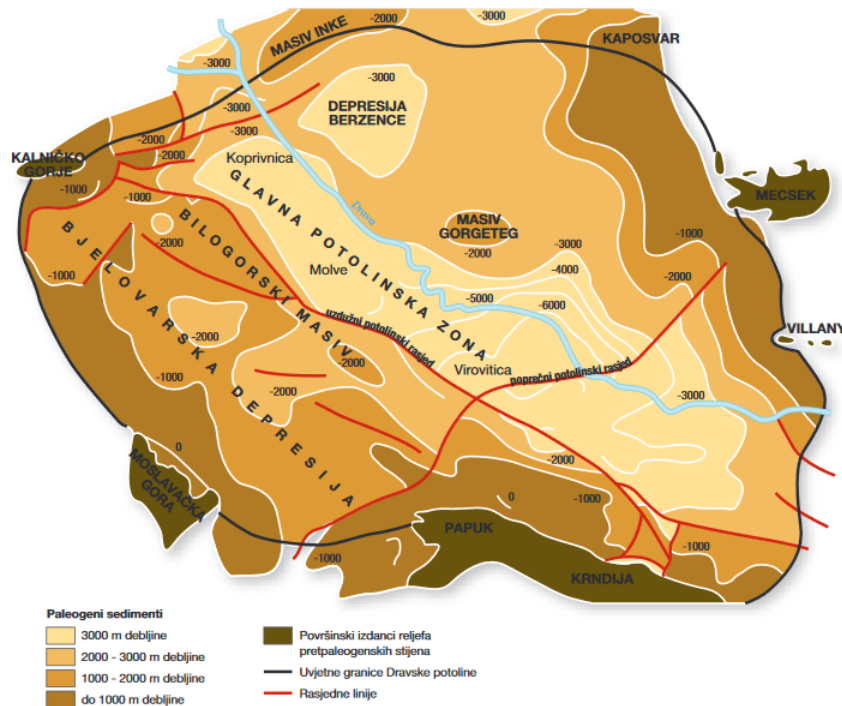 -2000
-3000
MASIV INKE
KAPOSVAR
-3000
-3000
DEPRESIJA
BERZENCE
-3000
-3000
-2000
KALNIČKO
GORJE
-2000
Koprivnica
MECSEK
-1000
-1000
GLAVNA POTOLINSKA ZONA
Drava
MASIV
GORGETEG
BILOGORSKI MASIV
-2000
-2000
-3000
-1000
BJELOVARSKA DEPRESIJA
-1000
Molve
-4000
-2000
-5000
-6000
uzdužni potolinski rasjed
VILLANY
-2000
-2000
Virovitica
poprečni potolinski rasjed
-1000
-2000
-3000
0
-2000
MOSLAVAČKA
GORA
0
-1000
PAPUK
-1000
-1000
KRNDIJA
Paleogeni sedimenti
3000 m debljine
2000 - 3000 m debljine
1000 - 2000 m debljine
do 1000 m debljine
Površinski izdanci reljefa
pretpaleogenskih stijena
Uvjetne granice Dravske potoline
Rasjedne linije